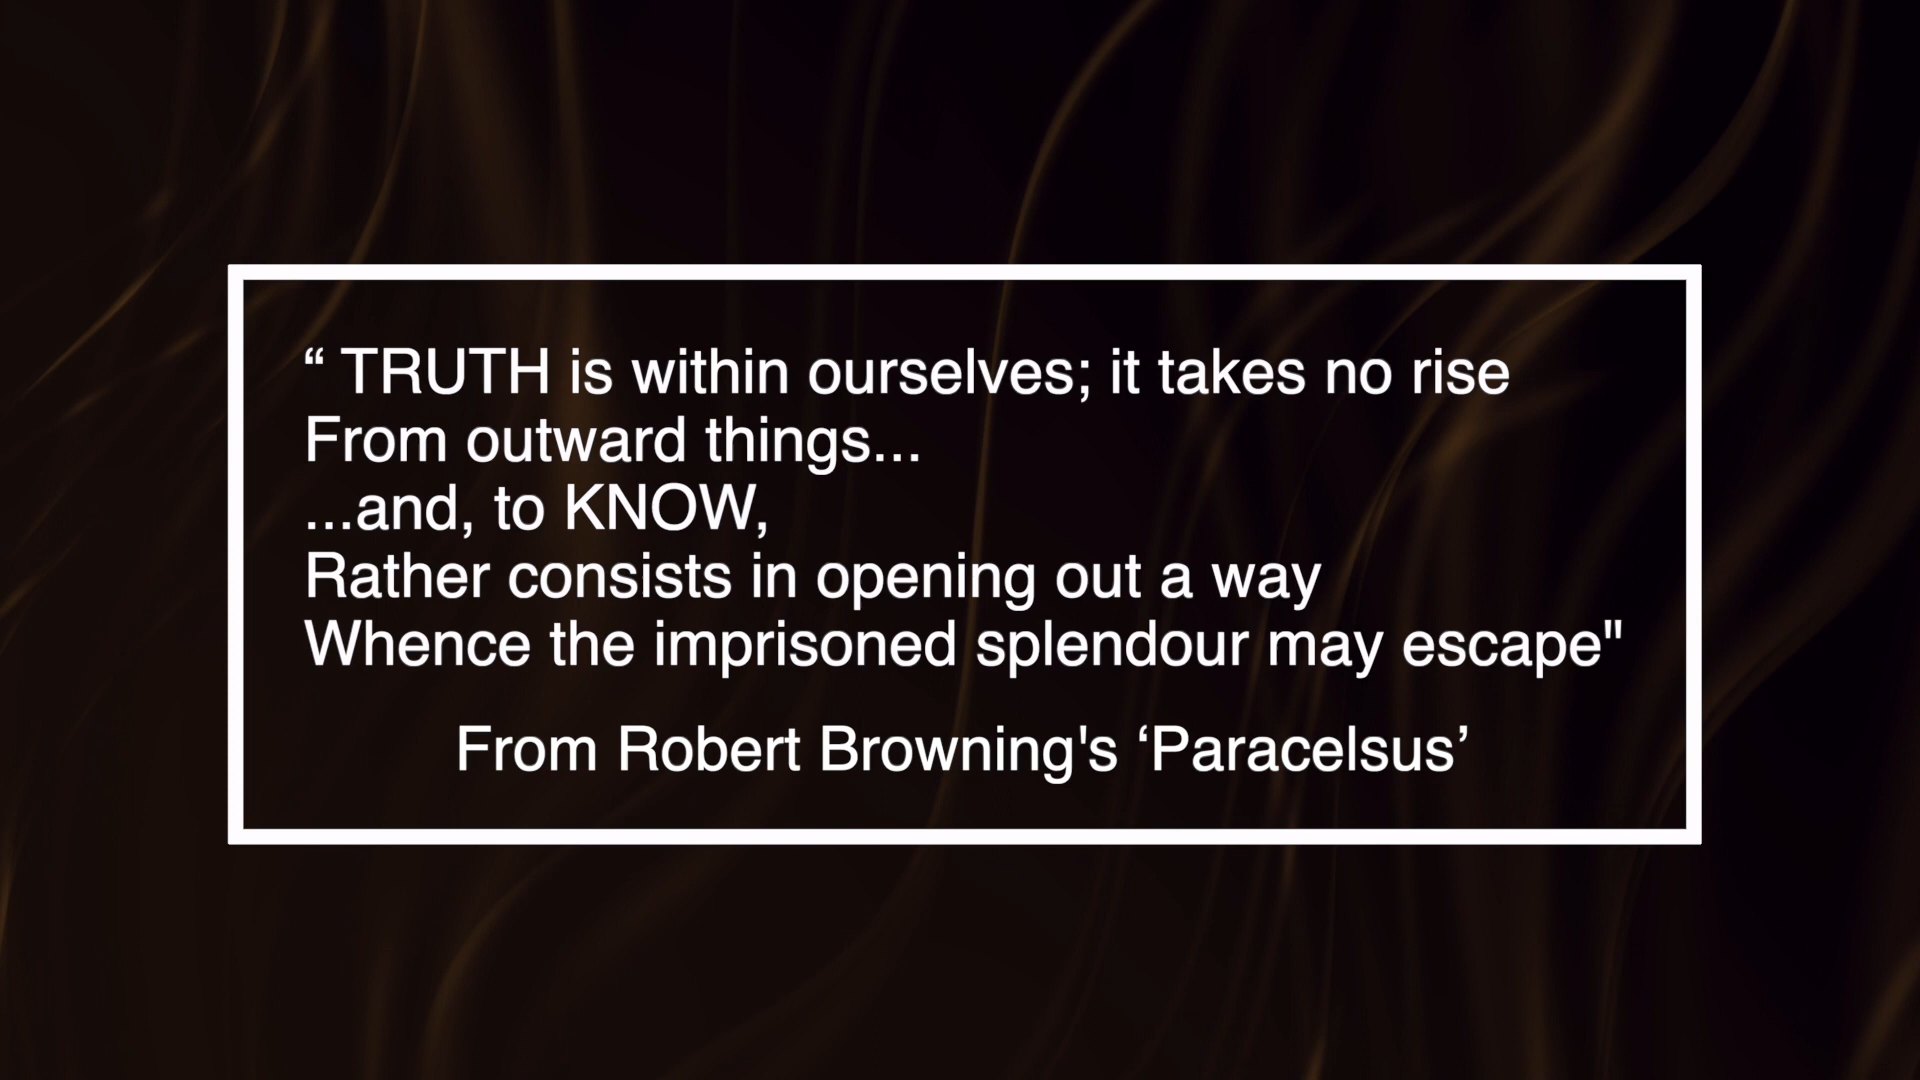 “ TRUTH is within ourselves; it takes no rise
From outward things...
...and, to KNOW,
Rather consists in opening out a way
Whence the imprisoned splendour may escape"
From Robert Browning's ‘Paracelsus’